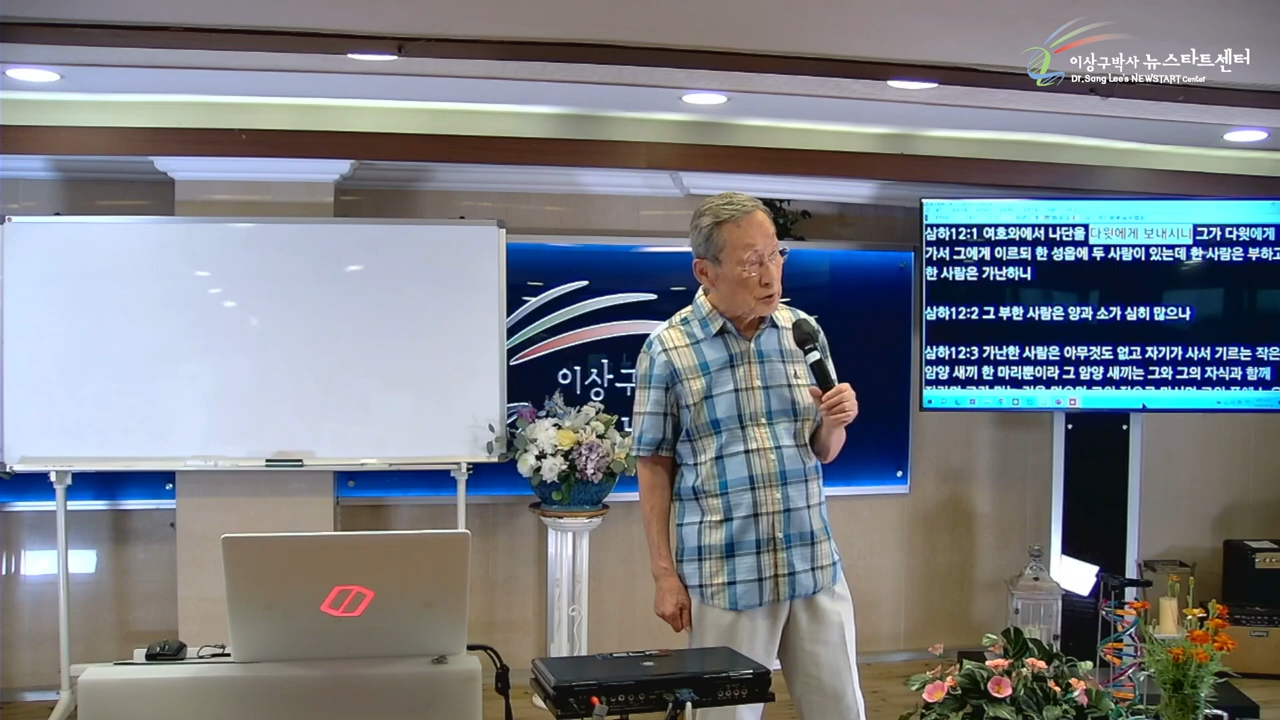 이상구박사 뉴스타트센터
Dr. Sang Lee's NEWSTART Center
삼하12:1 여호와께서 나단을 다윗에게 보내시니 그가 다윗에게
가서 그에게 이르되 한 성읍에 두 사람이 있는데 한 사람은 부하고
한 사람은 가난하니
삼하12:2 그 부한 사람은 양과 소가 심히 많으나
삼하12:3 가난한 사람은 아무것도 없고 자기가 사서 기르는 작은
암양 새끼 한 마리뿐이라 그 암양 새끼는 그와 그의 자식과 함께
이상구